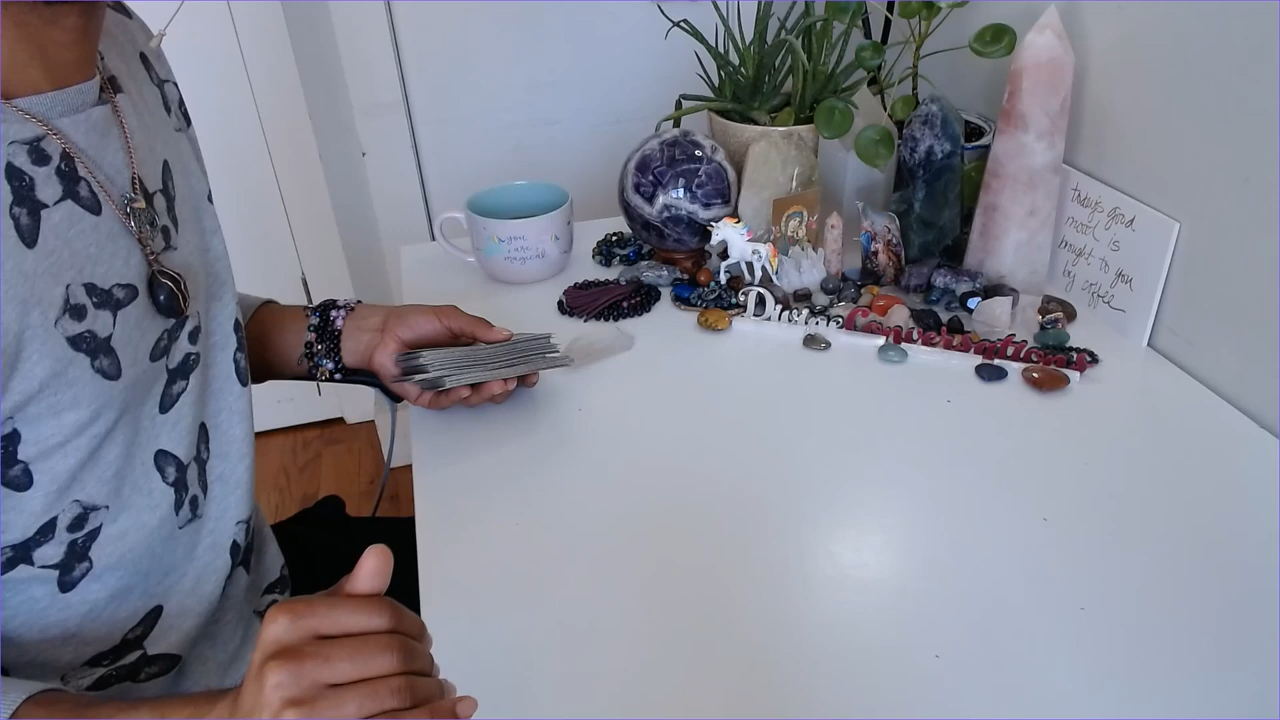 you
are
magical
Divine Conversations
today's good
mood is
brought to you
by coffee